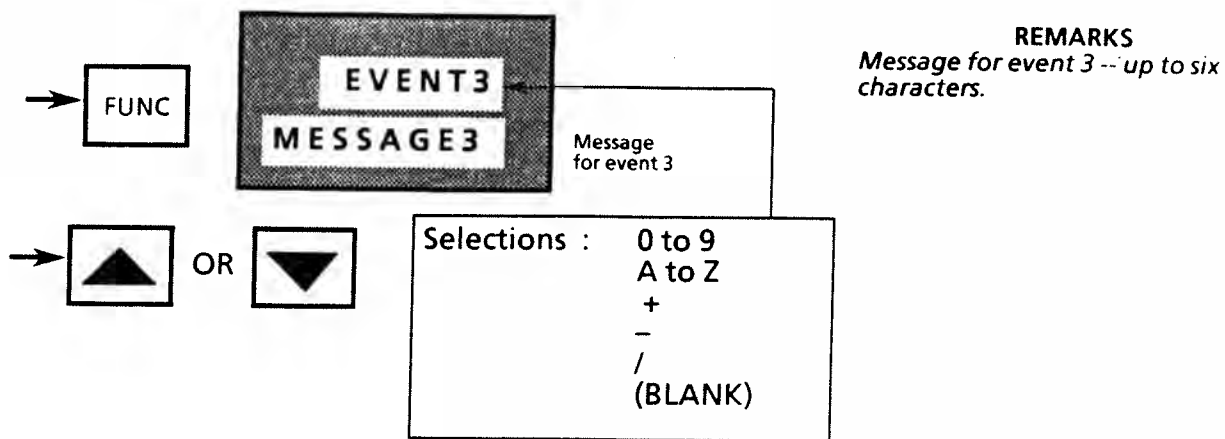 REMARKS
Message for event 3 -- up to six
characters.
FUNC
EVENT3
MESSAGE3
Message
for event 3
OR
Selections : 0 to 9
A to Z
+
–
/
(BLANK)